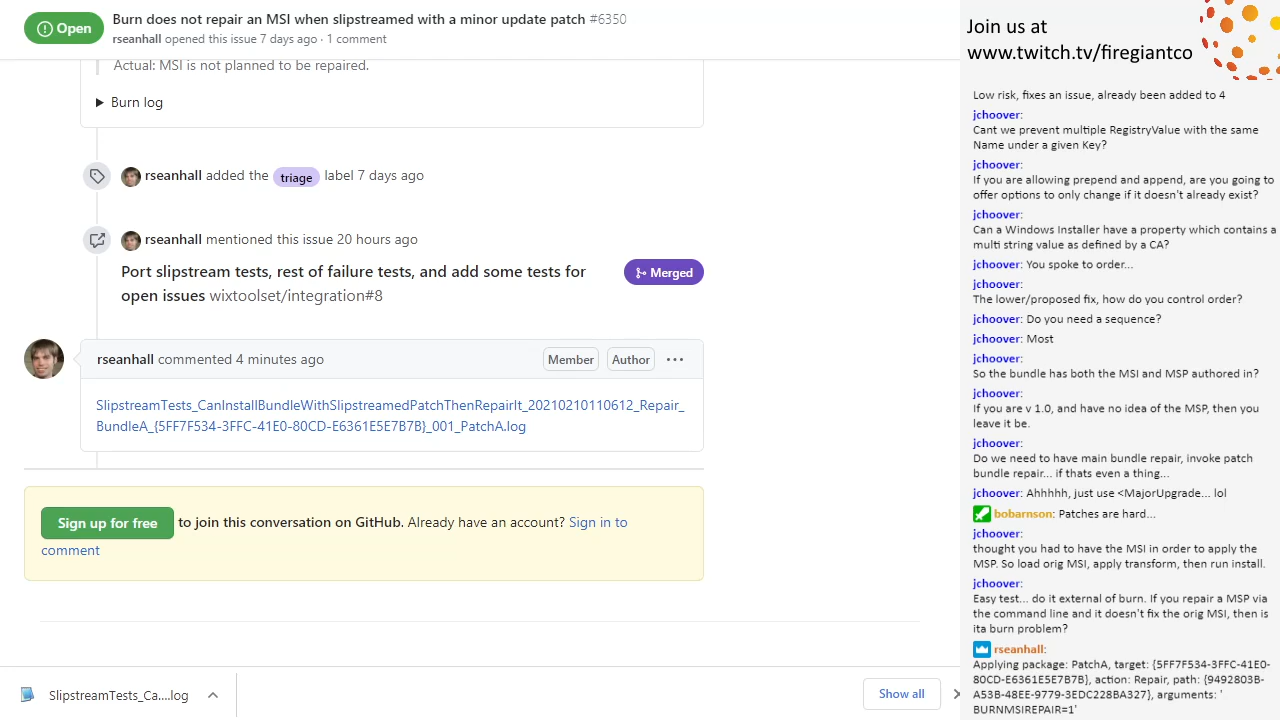 Open
Burn does not repair an MSI when slipstreamed with a minor update patch #6350
rseanhall opened this issue 7 days ago · 1 comment
Actual: MSI is not planned to be repaired.
Burn log
rseanhall added the triage label 7 days ago
rseanhall mentioned this issue 20 hours ago
Port slipstream tests, rest of failure tests, and add some tests for
open issues wixtoolset/integration#8
Merged
rseanhall commented 4 minutes ago
Member
Author
SlipstreamTests_CanInstallBundleWithSlipstreamedPatchThenRepairIt_20210210110612_Repair_
BundleA_{5FF7F534-3FFC-41E0-80CD-E6361E5E7B7B}_001_PatchA.log
Sign up for free to join this conversation on GitHub. Already have an account? Sign in to
comment
SlipstreamTests_Ca....log
Show all
Join us at
www.twitch.tv/firegiantco
Low risk, fixes an issue, already been added to 4
jchoover:
Cant we prevent multiple RegistryValue with the same
Name under a given Key?
jchoover:
If you are allowing prepend and append, are you going to
offer options to only change if it doesn't already exist?
jchoover:
Can a Windows Installer have a property which contains a
multi string value as defined by a CA?
jchoover: You spoke to order...
jchoover:
The lower/proposed fix, how do you control order?
jchoover: Do you need a sequence?
jchoover: Most
jchoover:
So the bundle has both the MSI and MSP authored in?
jchoover:
If you are v 1.0, and have no idea of the MSP, then you
leave it be.
jchoover:
Do we need to have main bundle repair, invoke patch
bundle repair... if thats even a thing...
jchoover: Ahhhhh, just use <MajorUpgrade... lol
bobarnson: Patches are hard...
jchoover:
thought you had to have the MSI in order to apply the
MSP. So load orig MSI, apply transform, then run install.
jchoover:
Easy test... do it external of burn. If you repair a MSP via
the command line and it doesn't fix the orig MSI, then is
ita burn problem?
rseanhall:
Applying package: PatchA, target: {5FF7F534-3FFC-41E0-
80CD-E6361E5E7B7B}, action: Repair, path: {9492803B-
A53B-48EE-9779-3EDC228BA327}, arguments: '
BURNMSIREPAIR=1'